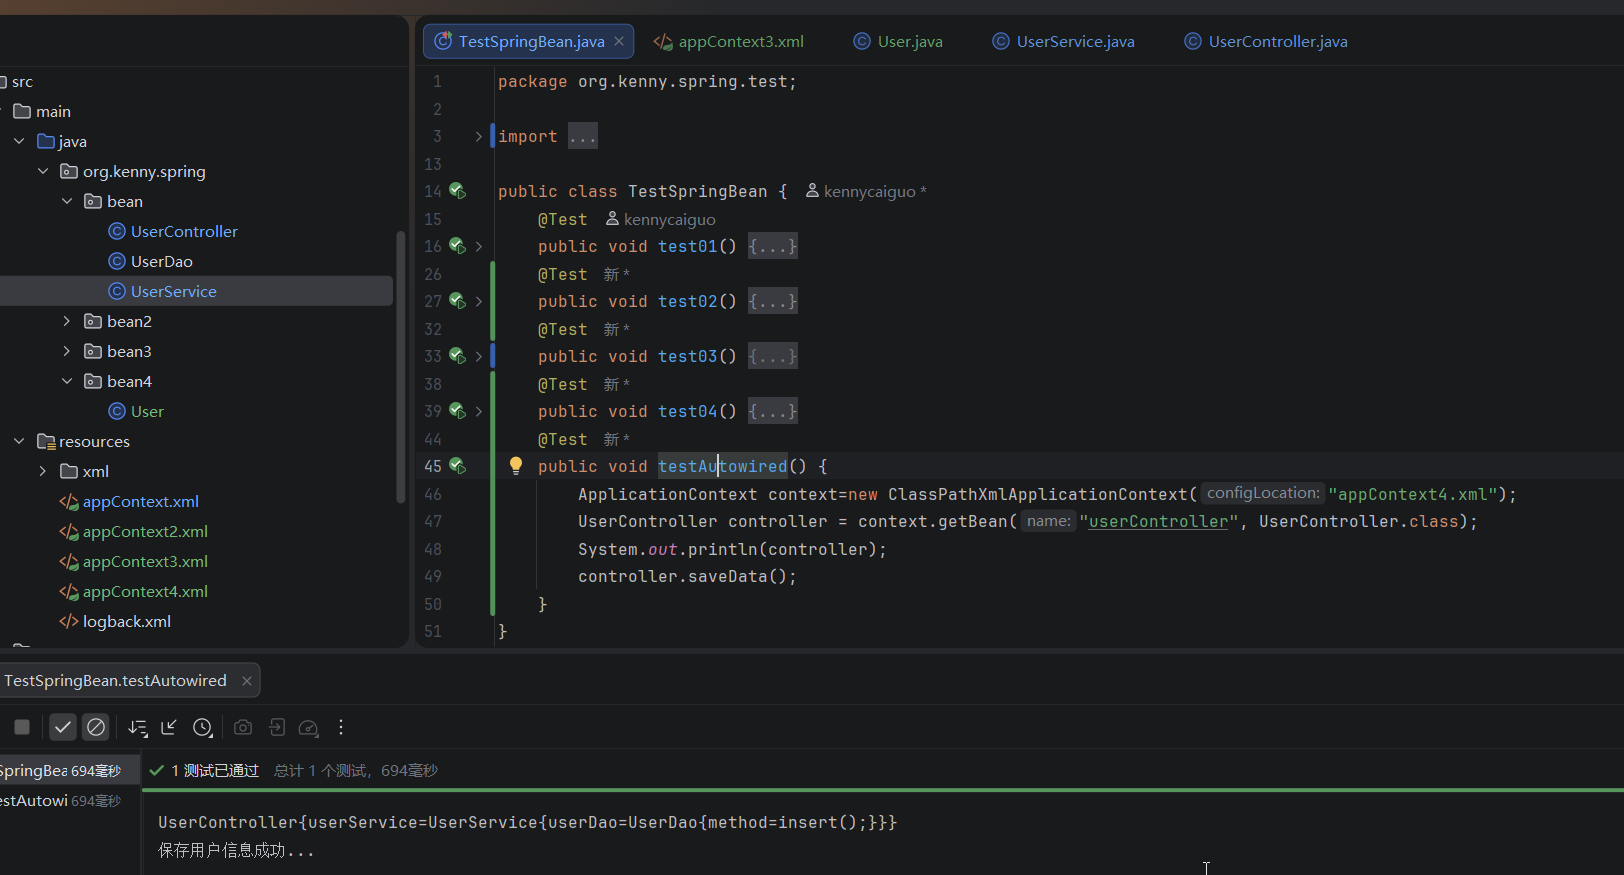 src
main
java
org.kenny.spring
bean
UserController
UserDao
UserService
bean2
bean3
bean4
User
resources
xml
appContext.xml
appContext2.xml
appContext3.xml
appContext4.xml
logback.xml
TestSpringBean.java appContext3.xml User.java UserService.java UserController.java
1 package org.kenny.spring.test;
2
3 import ...
13
14 public class TestSpringBean { kennycaiguo *
15 @Test kennycaiguo
16 public void test01() {...}
26 @Test 新 *
27 public void test02() {...}
32 @Test 新 *
33 public void test03() {...}
38 @Test 新 *
39 public void test04() {...}
44 @Test 新 *
45 public void testAutowired() {
46 ApplicationContext context=new ClassPathXmlApplicationContext( configLocation: "appContext4.xml");
47 UserController controller = context.getBean( name: "userController", UserController.class);
48 System.out.println(controller);
49 controller.saveData();
50 }
51 }
TestSpringBean.testAutowired
SpringBea 694毫秒
estAutowi 694毫秒
1 测试已通过 总计 1 个测试，694毫秒
UserController{userService=UserService{userDao=UserDao{method=insert();}}}
保存用户信息成功...